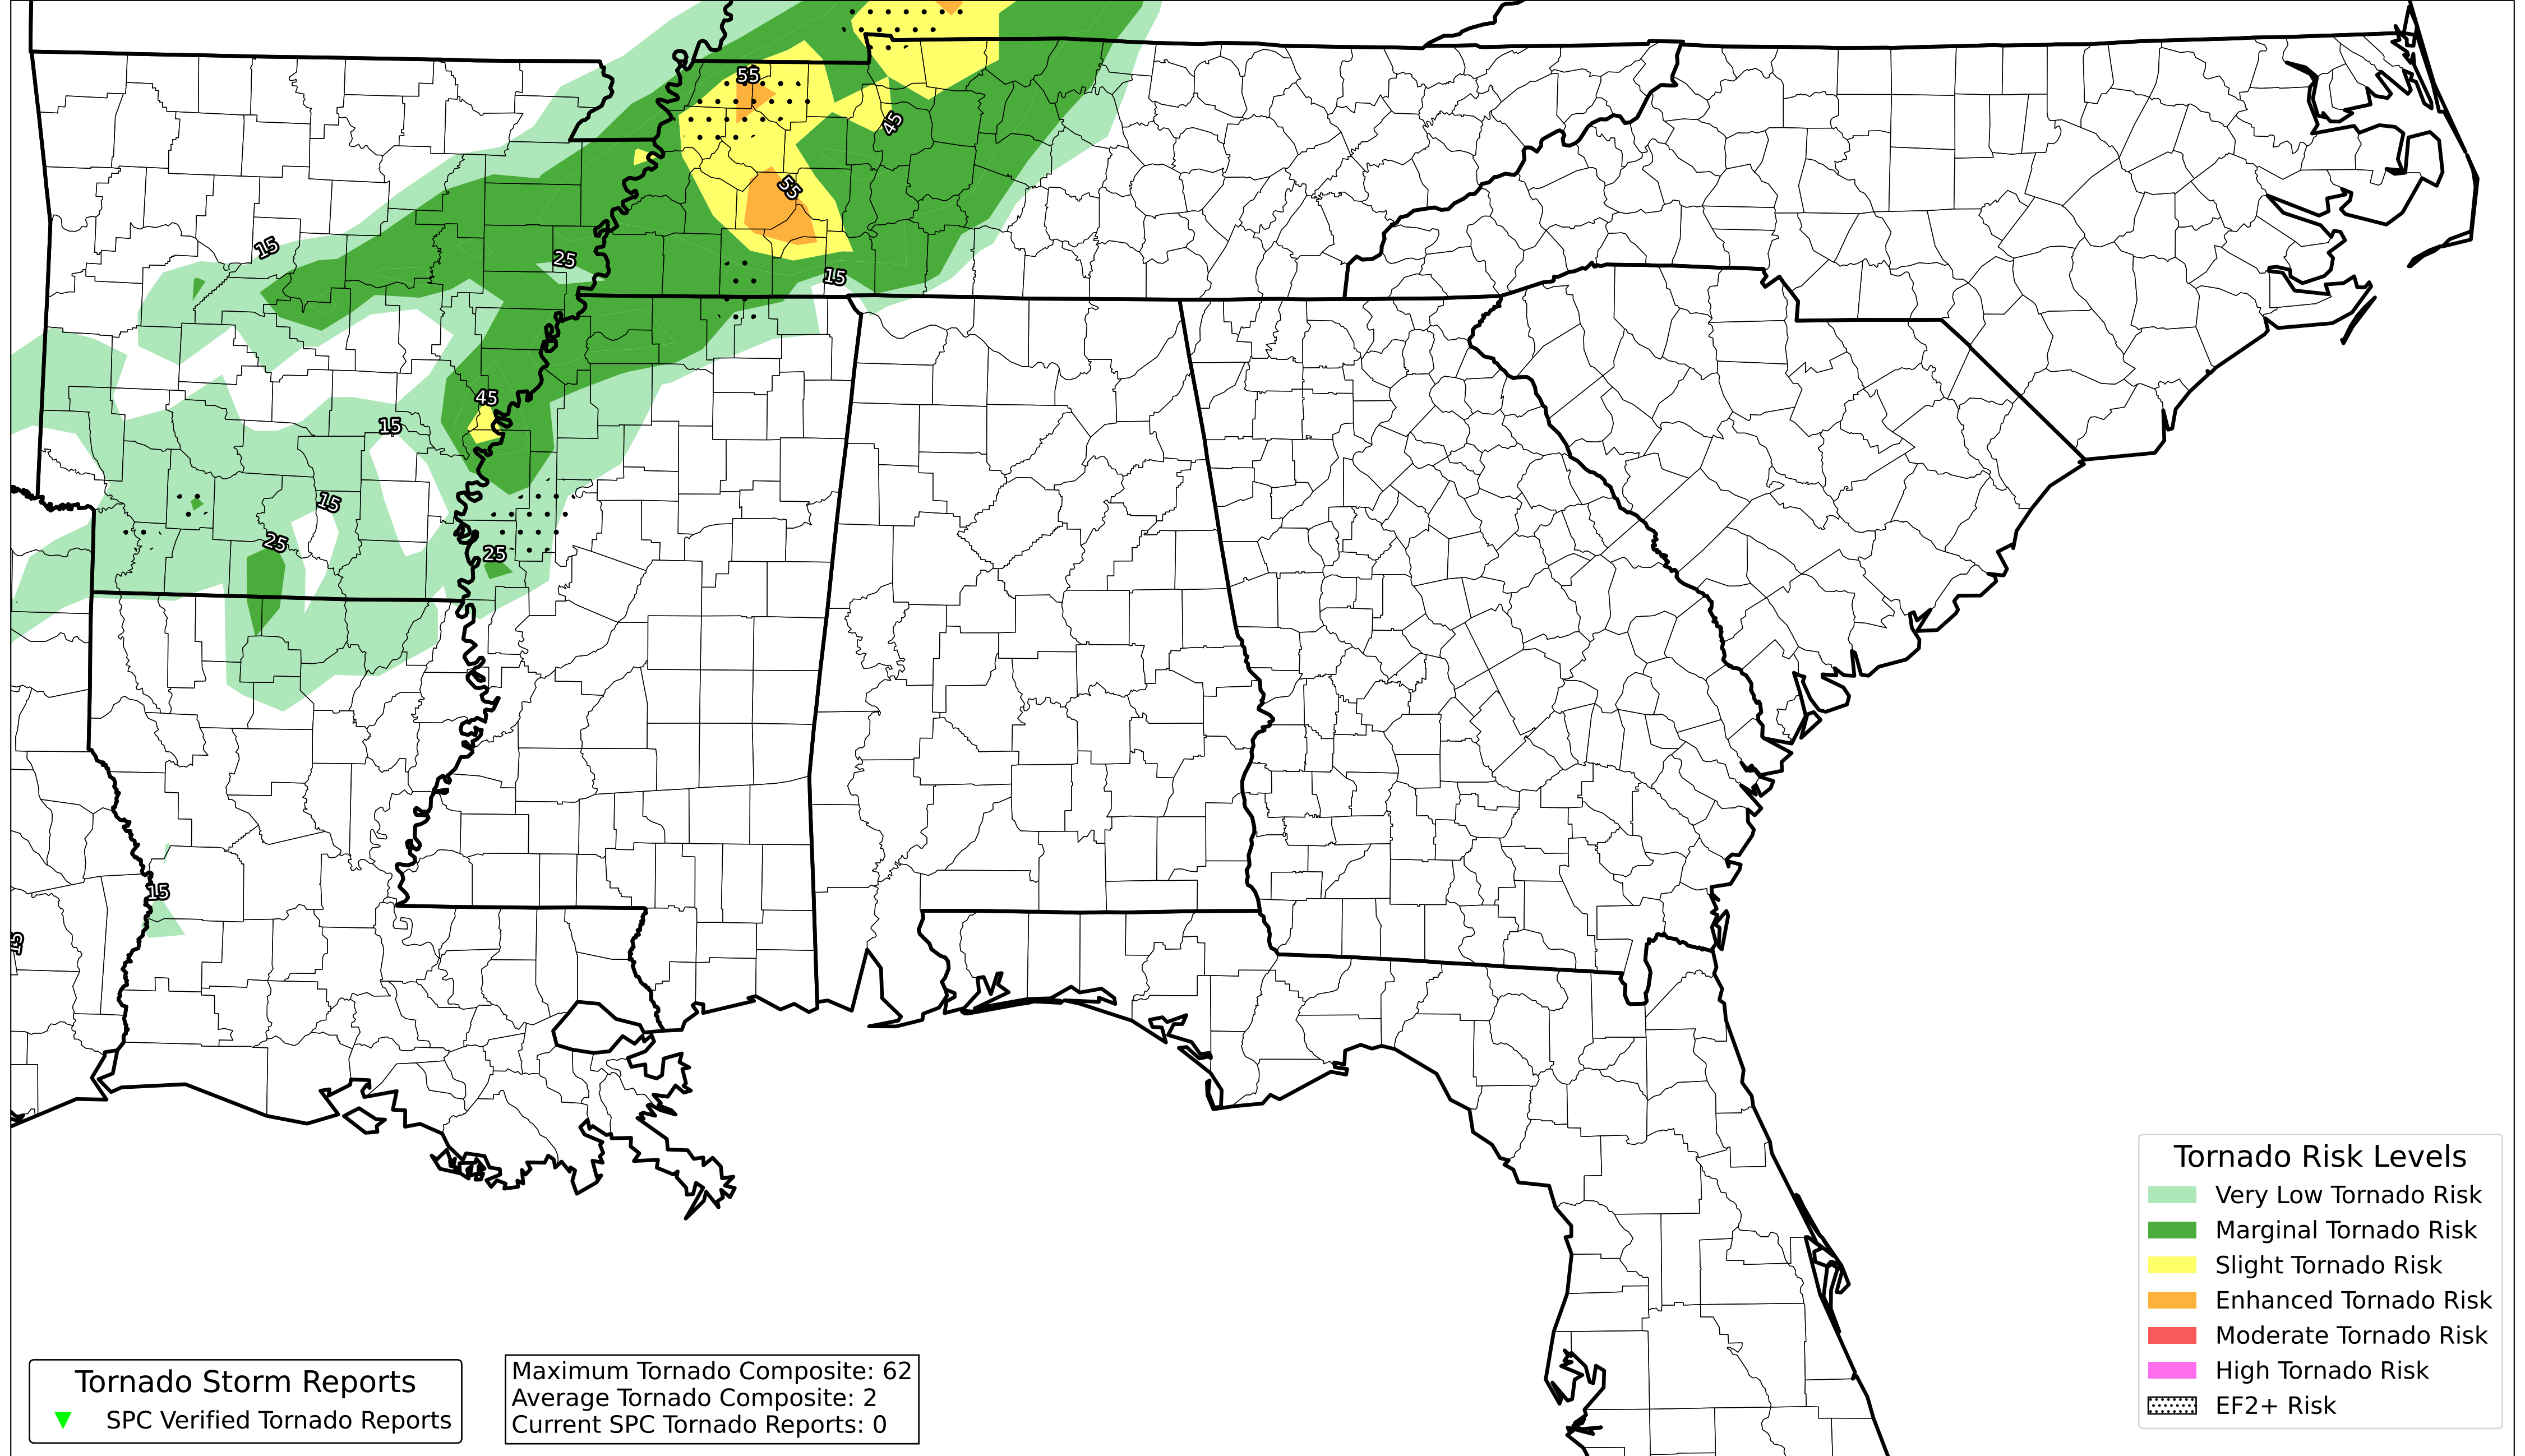 55
45
55
15
25
15
45
15
15
25
25
15
15
Tornado Risk Levels
Very Low Tornado Risk
Marginal Tornado Risk
Slight Tornado Risk
Enhanced Tornado Risk
Moderate Tornado Risk
High Tornado Risk
EF2+ Risk
Tornado Storm Reports
SPC Verified Tornado Reports
Maximum Tornado Composite: 62
Average Tornado Composite: 2
Current SPC Tornado Reports: 0